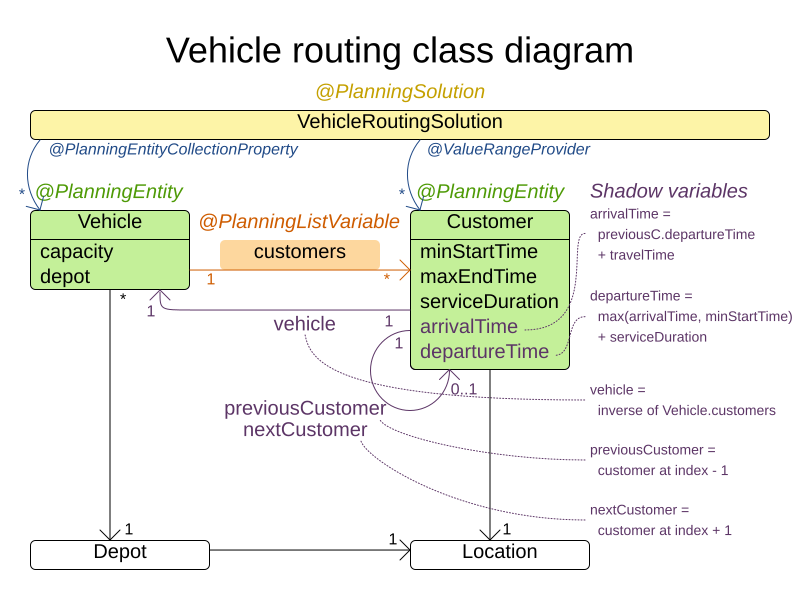 Vehicle routing class diagram
@PlanningSolution
VehicleRoutingSolution
@PlanningEntityCollectionProperty
@ValueRangeProvider
*
@PlanningEntity
*
@PlanningEntity
Shadow variables
Vehicle
capacity
depot
@PlanningListVariable
customers
1
*
Customer
minStartTime
maxEndTime
serviceDuration
arrivalTime
departureTime
arrivalTime =
previousC.departureTime
+ travelTime
departureTime =
max(arrivalTime, minStartTime)
+ serviceDuration
*
1
vehicle
1
1
0..1
previousCustomer
nextCustomer
vehicle =
inverse of Vehicle.customers
previousCustomer =
customer at index - 1
nextCustomer =
customer at index + 1
1
Depot
1
1
Location